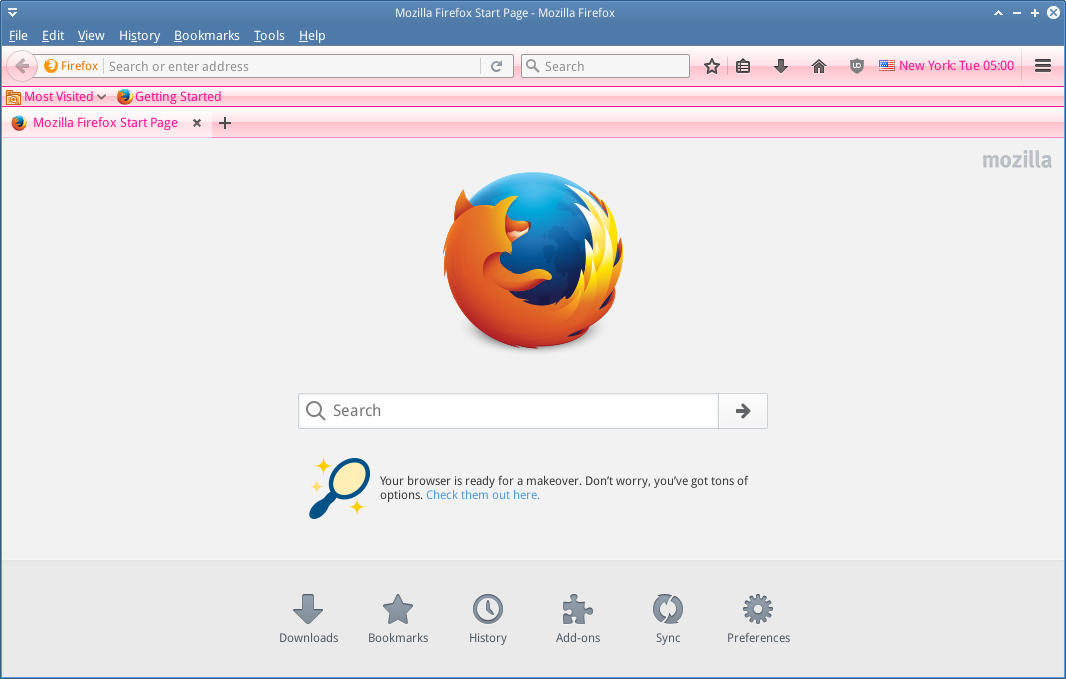 Mozilla Firefox Start Page - Mozilla Firefox
File Edit View History Bookmarks Tools Help
Firefox Search or enter address Search New York: Tue 05:00
Most Visited Getting Started
Mozilla Firefox Start Page
mozilla
Search
Your browser is ready for a makeover. Don’t worry, you’ve got tons of
options. Check them out here.
Downloads Bookmarks History Add-ons Sync Preferences